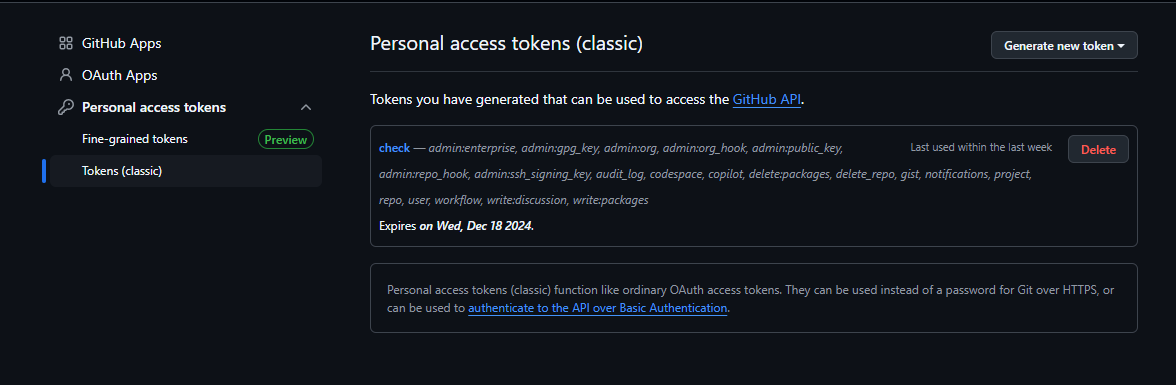 GitHub Apps
OAuth Apps
Personal access tokens
Fine-grained tokens Preview
Tokens (classic)
Personal access tokens (classic)
Generate new token
Tokens you have generated that can be used to access the GitHub API.
check — admin:enterprise, admin:gpg_key, admin:org, admin:org_hook, admin:public_key,
admin:repo_hook, admin:ssh_signing_key, audit_log, codespace, copilot, delete:packages, delete_repo, gist, notifications, project,
repo, user, workflow, write:discussion, write:packages
Last used within the last week
Delete
Expires on Wed, Dec 18 2024.
Personal access tokens (classic) function like ordinary OAuth access tokens. They can be used instead of a password for Git over HTTPS, or
can be used to authenticate to the API over Basic Authentication.